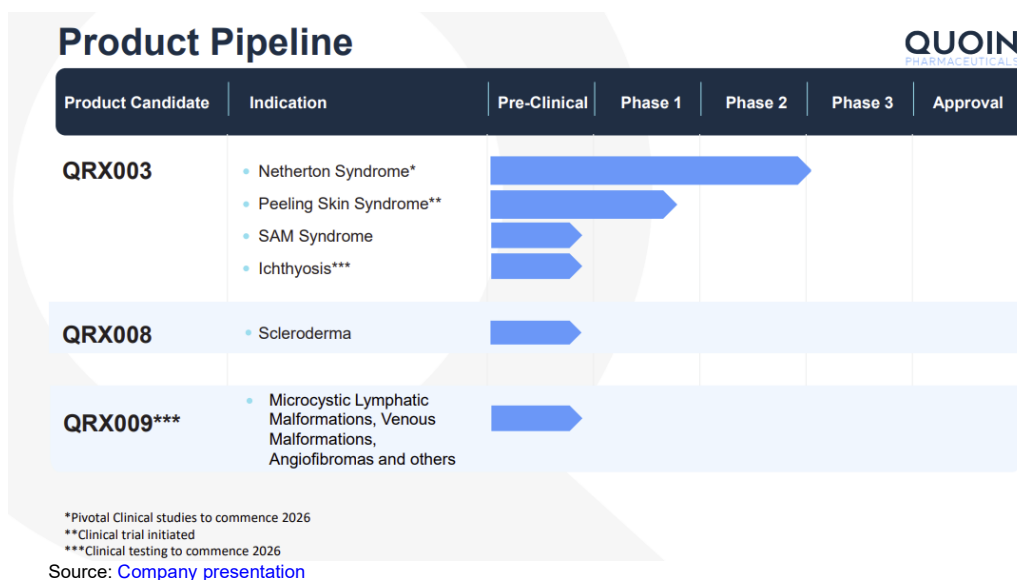 Product Pipeline
QUOIN
PHARMACEUTICALS
Product Candidate Indication Pre-Clinical Phase 1 Phase 2 Phase 3 Approval
QRX003
• Netherton Syndrome*
• Peeling Skin Syndrome**
• SAM Syndrome
• Ichthyosis***
QRX008
• Scleroderma
QRX009***
• Microcystic Lymphatic
Malformations, Venous
Malformations,
Angiofibromas and others
*Pivotal Clinical studies to commence 2026
**Clinical trial initiated
***Clinical testing to commence 2026
Source: Company presentation